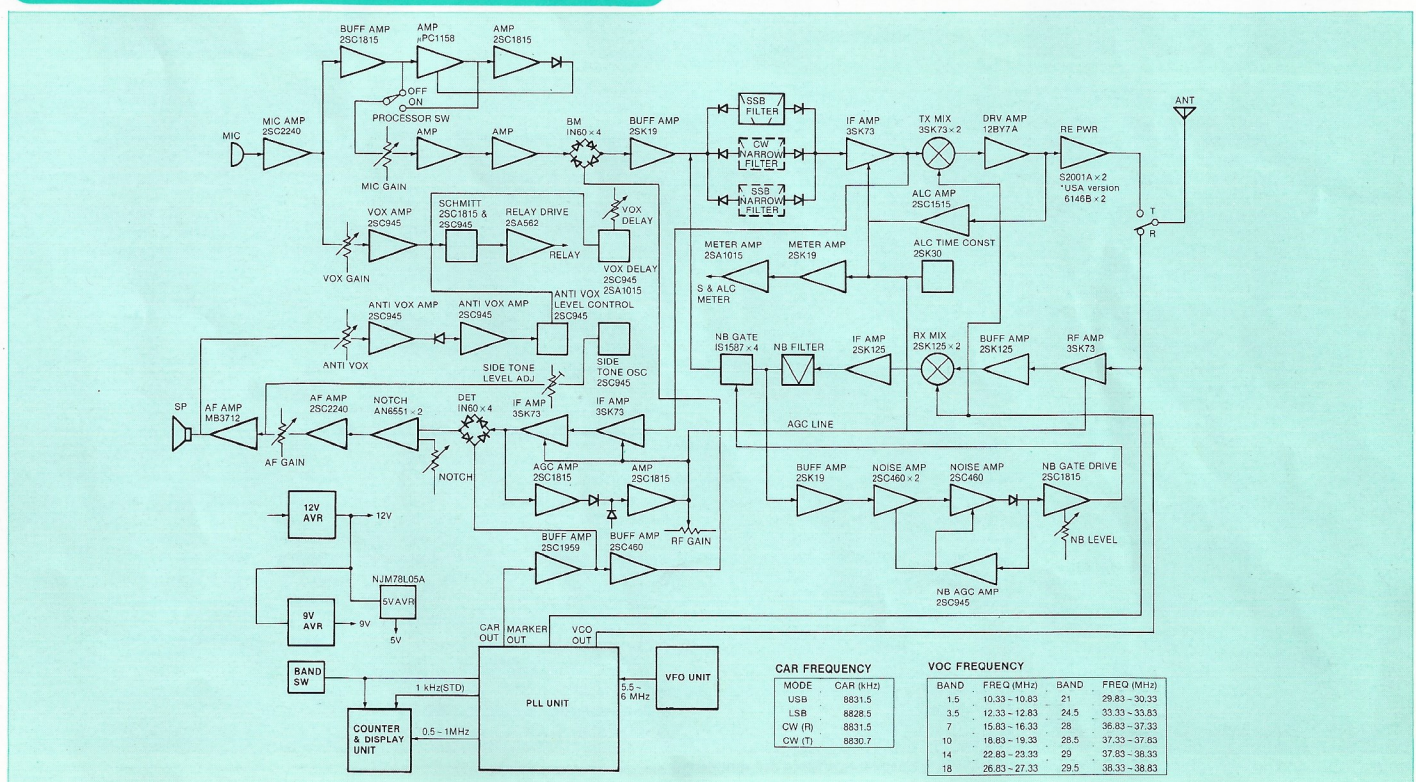 BUFF AMP
2SC1815
AMP
μPC1158
AMP
2SC1815
OFF
ON
PROCESSOR SW
MIC
MIC AMP
2SC2240
MIC GAIN
AMP
AMP
BM
IN60×4
BUFF AMP
2SK19
SSB
FILTER
CW
NARROW
FILTER
SSB
NARROW
FILTER
IF AMP
3SK73
TX MIX
3SK73×2
DRV AMP
12BY7A
RE PWR
S2001A×2
*USA version
6146B×2
ANT
T
R
ALC AMP
2SC1515
ALC TIME CONST
2SK30
METER AMP
2SA1015
METER AMP
2SK19
S & ALC
METER
VOX GAIN
VOX AMP
2SC945
SCHMITT
2SC1815 &
2SC945
RELAY DRIVE
2SA562
RELAY
VOX
DELAY
VOX DELAY
2SC945
2SA1015
ANTI VOX
ANTI VOX AMP
2SC945
ANTI VOX AMP
2SC945
ANTI VOX
LEVEL CONTROL
2SC945
SIDE TONE
LEVEL ADJ
SIDE
TONE OSC
2SC945
NB GATE
IS1587×4
NB FILTER
IF AMP
2SK125
RX MIX
2SK125×2
BUFF AMP
2SK125
RF AMP
3SK73
SP
AF AMP
MB3712
AF GAIN
AF AMP
2SC2240
NOTCH
AN6551×2
NOTCH
DET
IN60×4
IF AMP
3SK73
IF AMP
3SK73
AGC LINE
AGC AMP
2SC1815
AMP
2SC1815
RF GAIN
BUFF AMP
2SC1959
BUFF AMP
2SC460
BUFF AMP
2SK19
NOISE AMP
2SC460×2
NOISE AMP
2SC460
NB GATE DRIVE
2SC1815
NB LEVEL
NB AGC AMP
2SC945
12V
AVR
12V
NJM78L05A
5V AVR
5V
9V
AVR
9V
BAND
SW
1 kHz(STD)
COUNTER
& DISPLAY
UNIT
0.5~1MHz
CAR
OUT
MARKER
OUT
VCO
OUT
PLL UNIT
5.5~
6 MHz
VFO UNIT
CAR FREQUENCY
MODE CAR (kHz)
USB 8831.5
LSB 8828.5
CW (R) 8831.5
CW (T) 8830.7
VOC FREQUENCY
BAND FREQ (MHz) BAND FREQ (MHz)
1.5 10.33~10.83 21 29.83~30.33
3.5 12.33~12.83 24.5 33.33~33.83
7 15.83~16.33 28 36.83~37.33
10 18.83~19.33 28.5 37.33~37.83
14 22.83~23.33 29 37.83~38.33
18 26.83~27.33 29.5 38.33~38.83